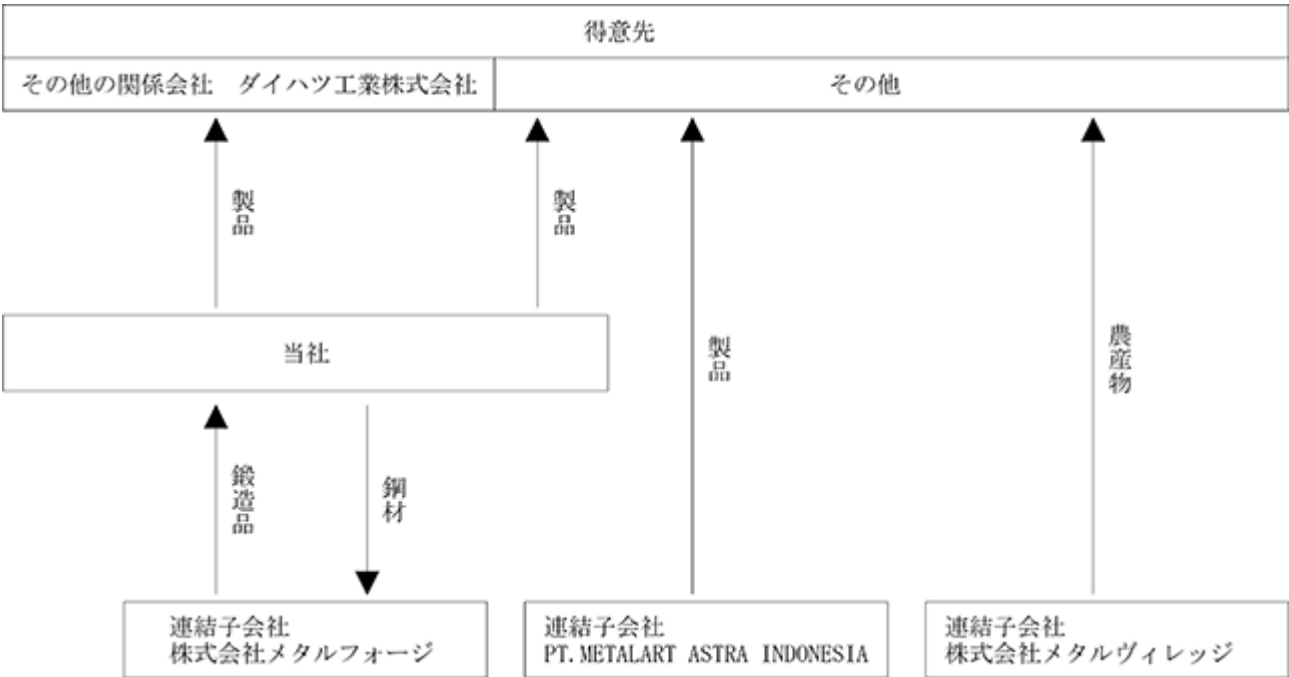 得意先
その他の関係会社　ダイハツ工業株式会社
その他
製品
製品
当社
製品
農産物
鍛造品
鋼材
連結子会社
株式会社メタルフォージ
連結子会社
PT.METALART ASTRA INDONESIA
連結子会社
株式会社メタルヴィレッジ